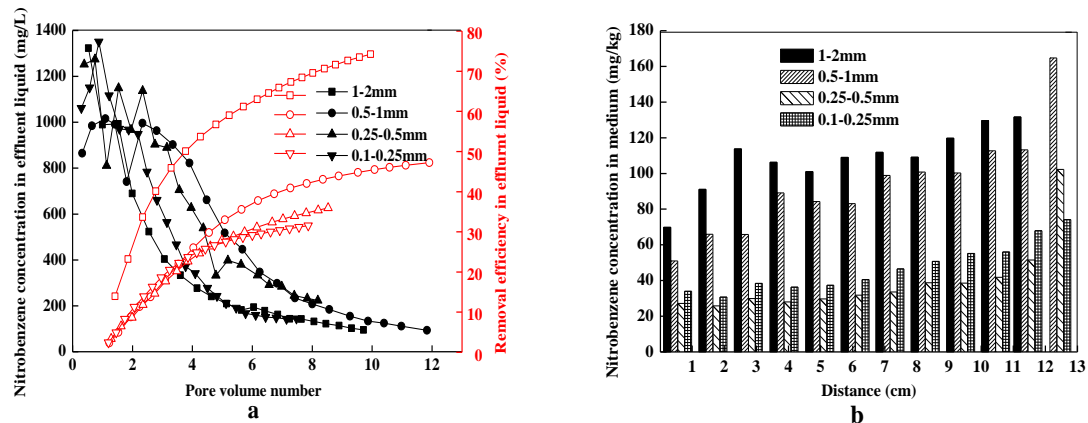 1400
1200
1000
800
600
400
200
0
Nitrobenzene concentration in effluent liquid (mg/L)
80
70
60
50
40
30
20
10
0
Removal efficiency in effluent liquid (%)
1-2mm
0.5-1mm
0.25-0.5mm
0.1-0.25mm
0 2 4 6 8 10 12
Pore volume number
a
180
160
140
120
100
80
60
40
20
0
Nitrobenzene concentration in medium (mg/kg)
1-2mm
0.5-1mm
0.25-0.5mm
0.1-0.25mm
1 2 3 4 5 6 7 8 9 10 11 12 13
Distance (cm)
b